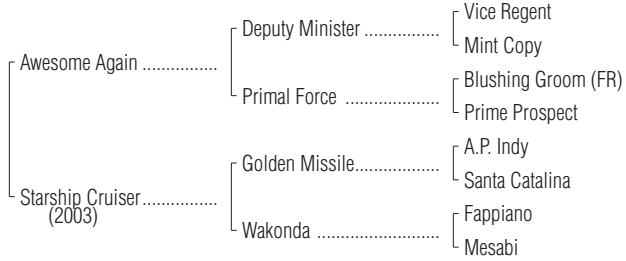 Vice Regent
Deputy Minister ..................
Mint Copy
Awesome Again ................
Blushing Groom (FR)
Primal Force ......................
Prime Prospect
A.P. Indy
Golden Missile....................
Santa Catalina
Starship Cruiser................
(2003)
Fappiano
Wakonda ..........................
Mesabi